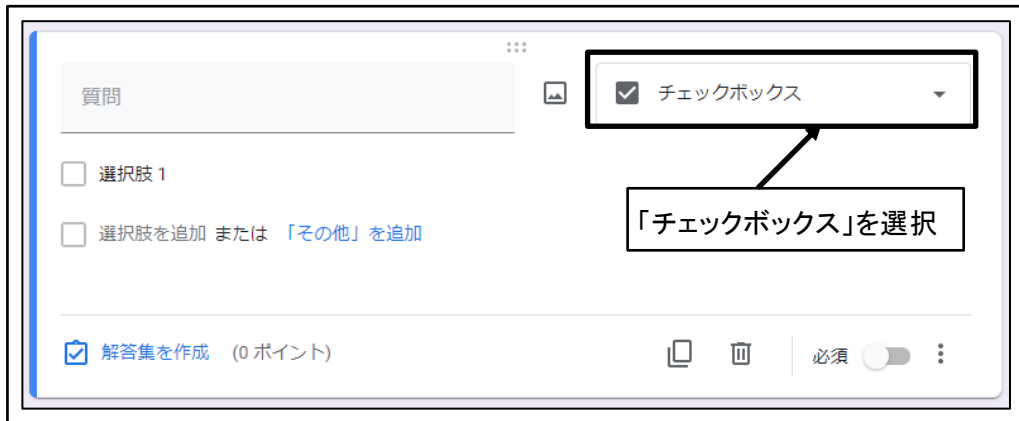 質問
チェックボックス
選択肢 1
選択肢を追加 または 「その他」を追加
「チェックボックス」を選択
解答集を作成 (0 ポイント)
必須